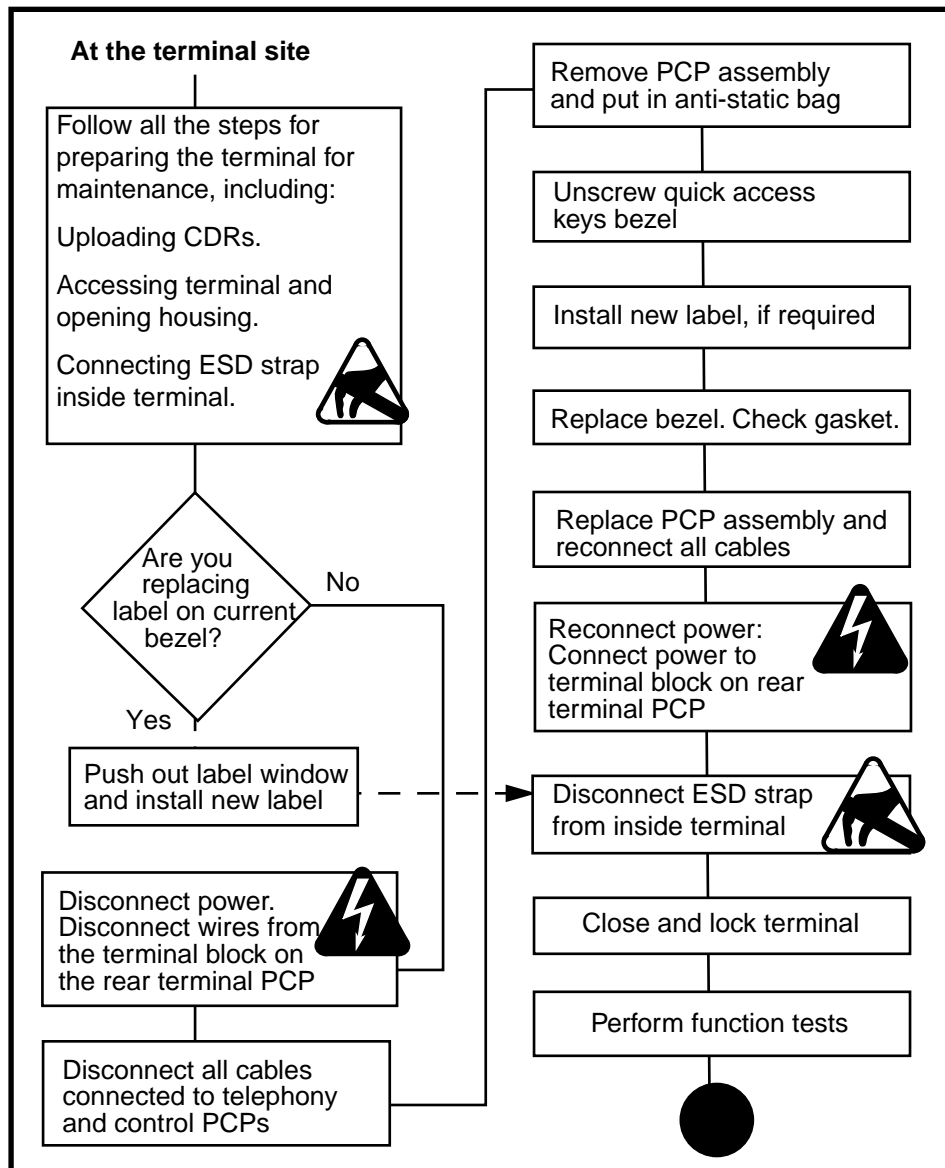 At the terminal site
Follow all the steps for
preparing the terminal for
maintenance, including:
Uploading CDRs.
Accessing terminal and
opening housing.
Connecting ESD strap
inside terminal.
Are you
replacing
label on current
bezel?
No
Yes
Push out label window
and install new label
Disconnect power.
Disconnect wires from
the terminal block on
the rear terminal PCP
Disconnect all cables
connected to telephony
and control PCPs
Remove PCP assembly
and put in anti-static bag
Unscrew quick access
keys bezel
Install new label, if required
Replace bezel. Check gasket.
Replace PCP assembly and
reconnect all cables
Reconnect power:
Connect power to
terminal block on rear
terminal PCP
Disconnect ESD strap
from inside terminal
Close and lock terminal
Perform function tests